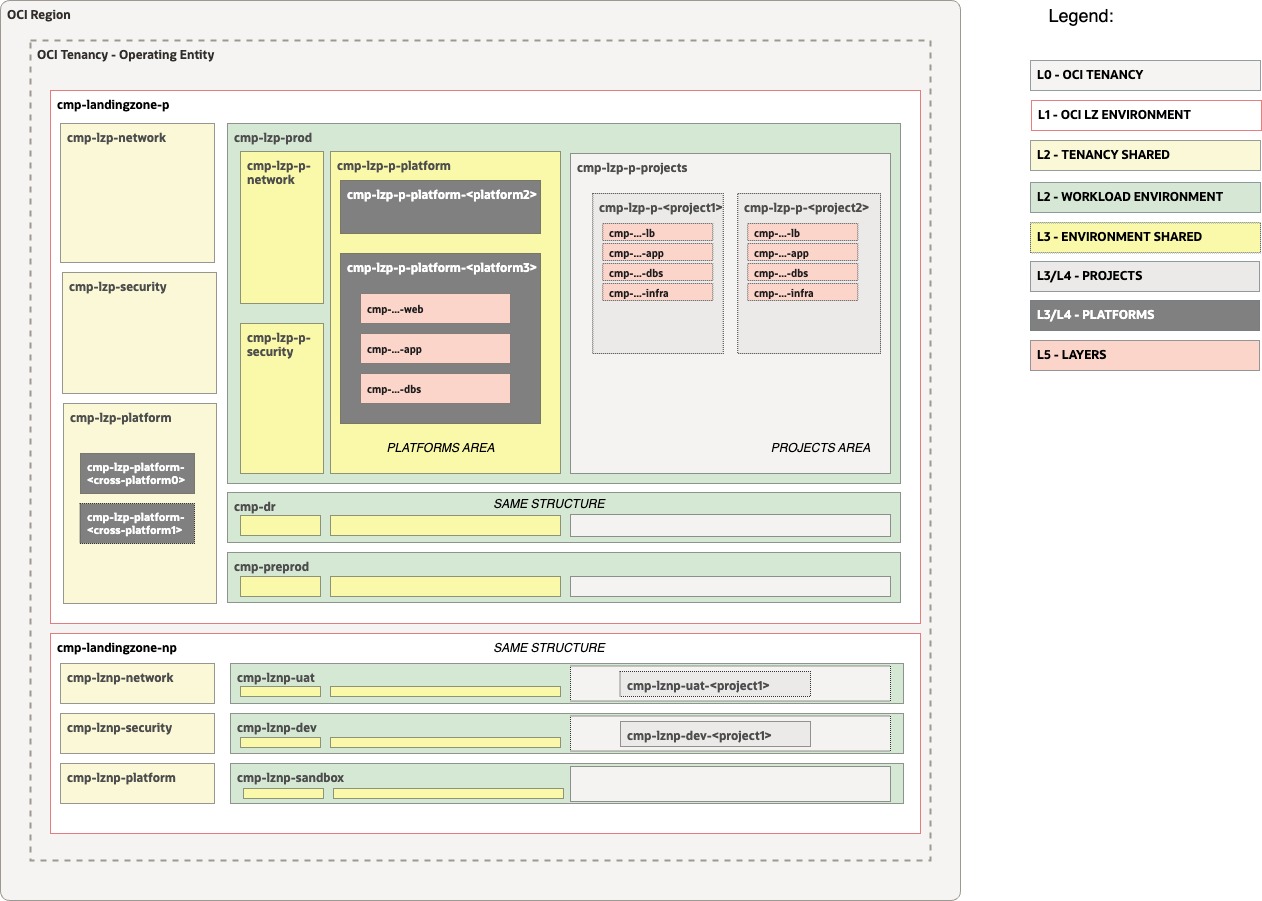 OCI Region
OCI Tenancy - Operating Entity
cmp-landingzone-p
cmp-lzp-network
cmp-lzp-security
cmp-lzp-platform
cmp-lzp-platform-
<cross-platform0>
cmp-lzp-platform-
<cross-platform1>
cmp-lzp-prod
cmp-lzp-p-
network
cmp-lzp-p-
security
cmp-lzp-p-platform
cmp-lzp-p-platform-<platform2>
cmp-lzp-p-platform-<platform3>
cmp-...-web
cmp-...-app
cmp-...-dbs
PLATFORMS AREA
cmp-lzp-p-projects
cmp-lzp-p-<project1>
cmp-...-lb
cmp-...-app
cmp-...-dbs
cmp-...-infra
cmp-lzp-p-<project2>
cmp-...-lb
cmp-...-app
cmp-...-dbs
cmp-...-infra
PROJECTS AREA
cmp-dr
SAME STRUCTURE
cmp-preprod
cmp-landingzone-np
SAME STRUCTURE
cmp-lznp-network
cmp-lznp-security
cmp-lznp-platform
cmp-lznp-uat
cmp-lznp-uat-<project1>
cmp-lznp-dev
cmp-lznp-dev-<project1>
cmp-lznp-sandbox
Legend:
L0 - OCI TENANCY
L1 - OCI LZ ENVIRONMENT
L2 - TENANCY SHARED
L2 - WORKLOAD ENVIRONMENT
L3 - ENVIRONMENT SHARED
L3/L4 - PROJECTS
L3/L4 - PLATFORMS
L5 - LAYERS